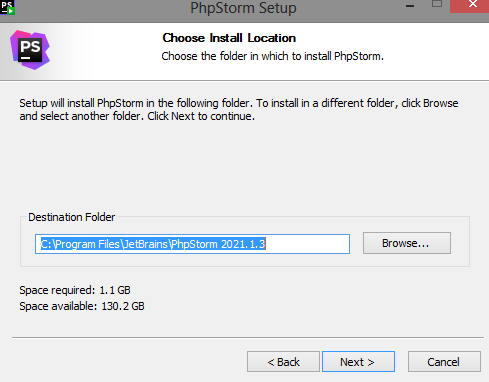 PhpStorm Setup
PS
Choose Install Location
Choose the folder in which to install PhpStorm.
Setup will install PhpStorm in the following folder. To install in a different folder, click Browse
and select another folder. Click Next to continue.
Destination Folder
C:\Program Files\JetBrains\PhpStorm 2021.1.3
Browse...
Space required: 1.1 GB
Space available: 130.2 GB
< Back
Next >
Cancel